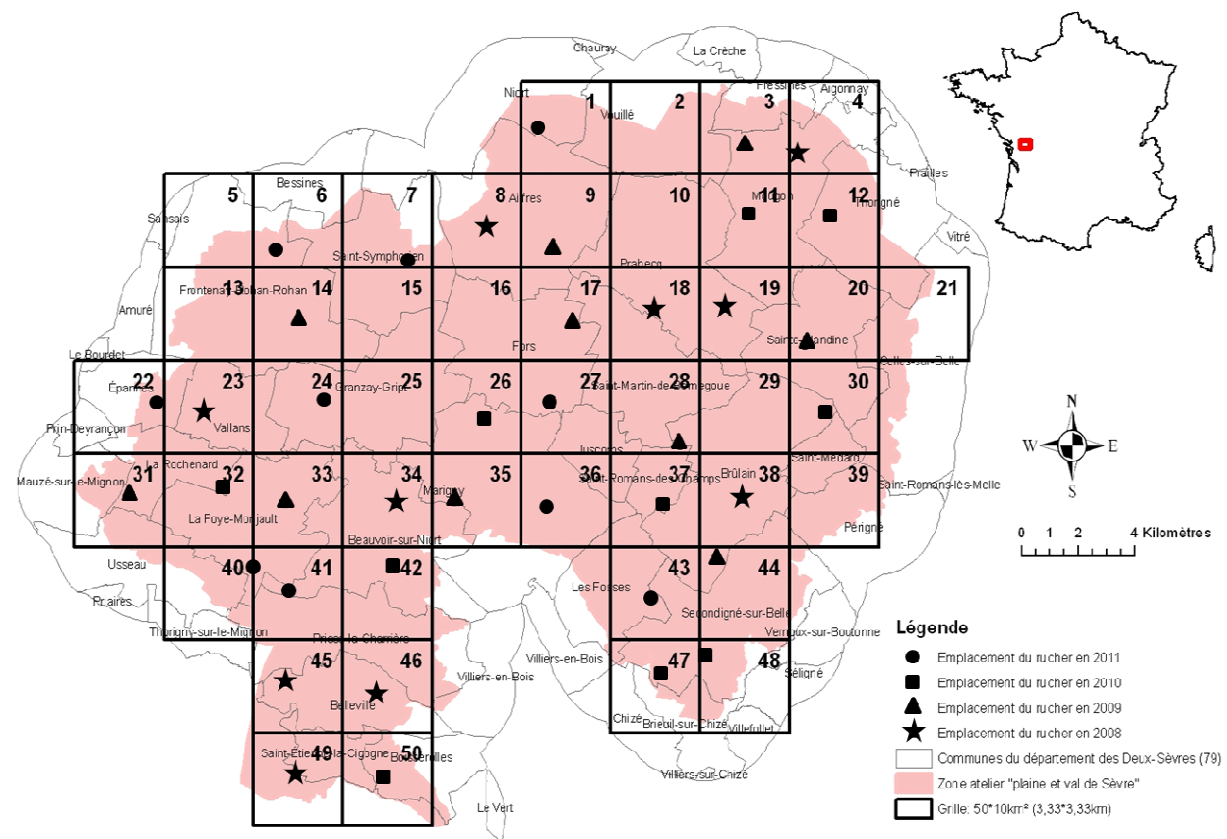 Chauray
La Crèche
Niort
1
Vouillé
2
Fressines
3
Aigonnay
4
Prailles
5
Bessines
6
7
8
Aiffres
9
10
11
Mougon
12
Thorigné
Sansais
Vitré
Saint-Symphorien
Prahecq
Frontenay-Rohan-Rohan
13
14
15
16
17
18
19
20
21
Amuré
Fors
Sainte-Blandine
Celles-sur-Belle
Le Bourdet
Épannes
22
23
24
Granzay-Gript
25
26
27
Saint-Martin-de-Bernegoue
28
29
30
Prin-Deyrançon
Vallans
Juscorps
Saint-Médard
La Rochenard
Mauzé-sur-le-Mignon
31
32
33
34
Marigny
35
36
Saint-Romans-des-Champs
37
Brûlain
38
39
Saint-Romans-lès-Melle
La Foye-Monjault
Beauvoir-sur-Niort
Périgné
Usseau
40
41
42
Les Fosses
43
44
Priaires
Secondigné-sur-Belle
Thorigny-sur-le-Mignon
Prissé-la-Charrière
Vernoux-sur-Boutonne
45
46
Villiers-en-Bois
Villiers-en-Bois
47
48
Séligné
Belleville
Chizé
Brieuil-sur-Chizé
Villefollet
Saint-Étienne-la-Cigogne
49
50
Boisserolles
Villiers-sur-Chizé
Le Vert
N
W
E
S
0 1 2 4 Kilomètres
Légende
Emplacement du rucher en 2011
Emplacement du rucher en 2010
Emplacement du rucher en 2009
Emplacement du rucher en 2008
Communes du département des Deux-Sèvres (79)
Zone atelier "plaine et val de Sèvre"
Grille: 50*10km² (3,33*3,33km)